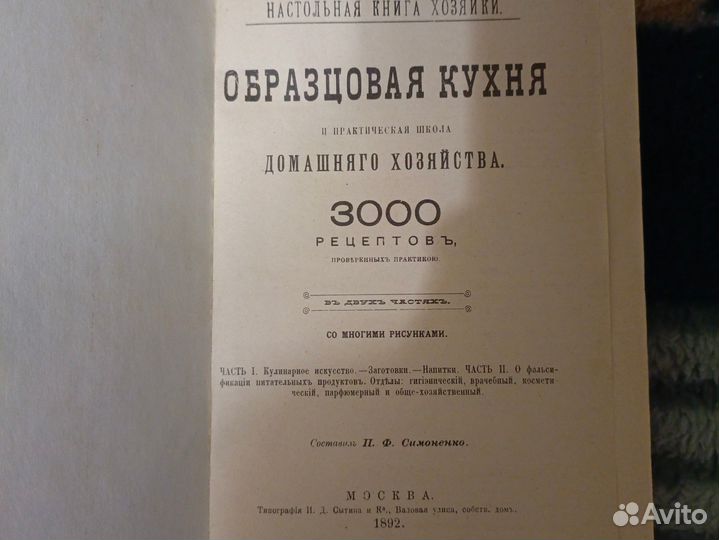 НАСТОЛЬНАЯ КНИГА ХОЗЯЙКИ.
ОБРАЗЦОВАЯ КУХНЯ
И ПРАКТИЧЕСКАЯ ШКОЛА
ДОМАШНЯГО ХОЗЯЙСТВА.
3000
РЕЦЕПТОВЪ,
ПРОВѢРЕННЫХЪ ПРАКТИКОЮ.
ВЪ ДВУХЪ ЧАСТЯХЪ.
СО МНОГИМИ РИСУНКАМИ.
ЧАСТЬ I. Кулинарное искусство.—Заготовки.—Напитки. ЧАСТЬ II. О фальси-
фикаціи питательныхъ продуктовъ. Отдѣлы: гигіэническій, врачебный, космети-
ческій, парфюмерный и обще-хозяйственный.
Составилъ П. Ф. Симоненко.
МОСКВА.
Типографія И. Д. Сытина и Кᵒ., Валовая улица, собств. домъ.
1892.
Avito